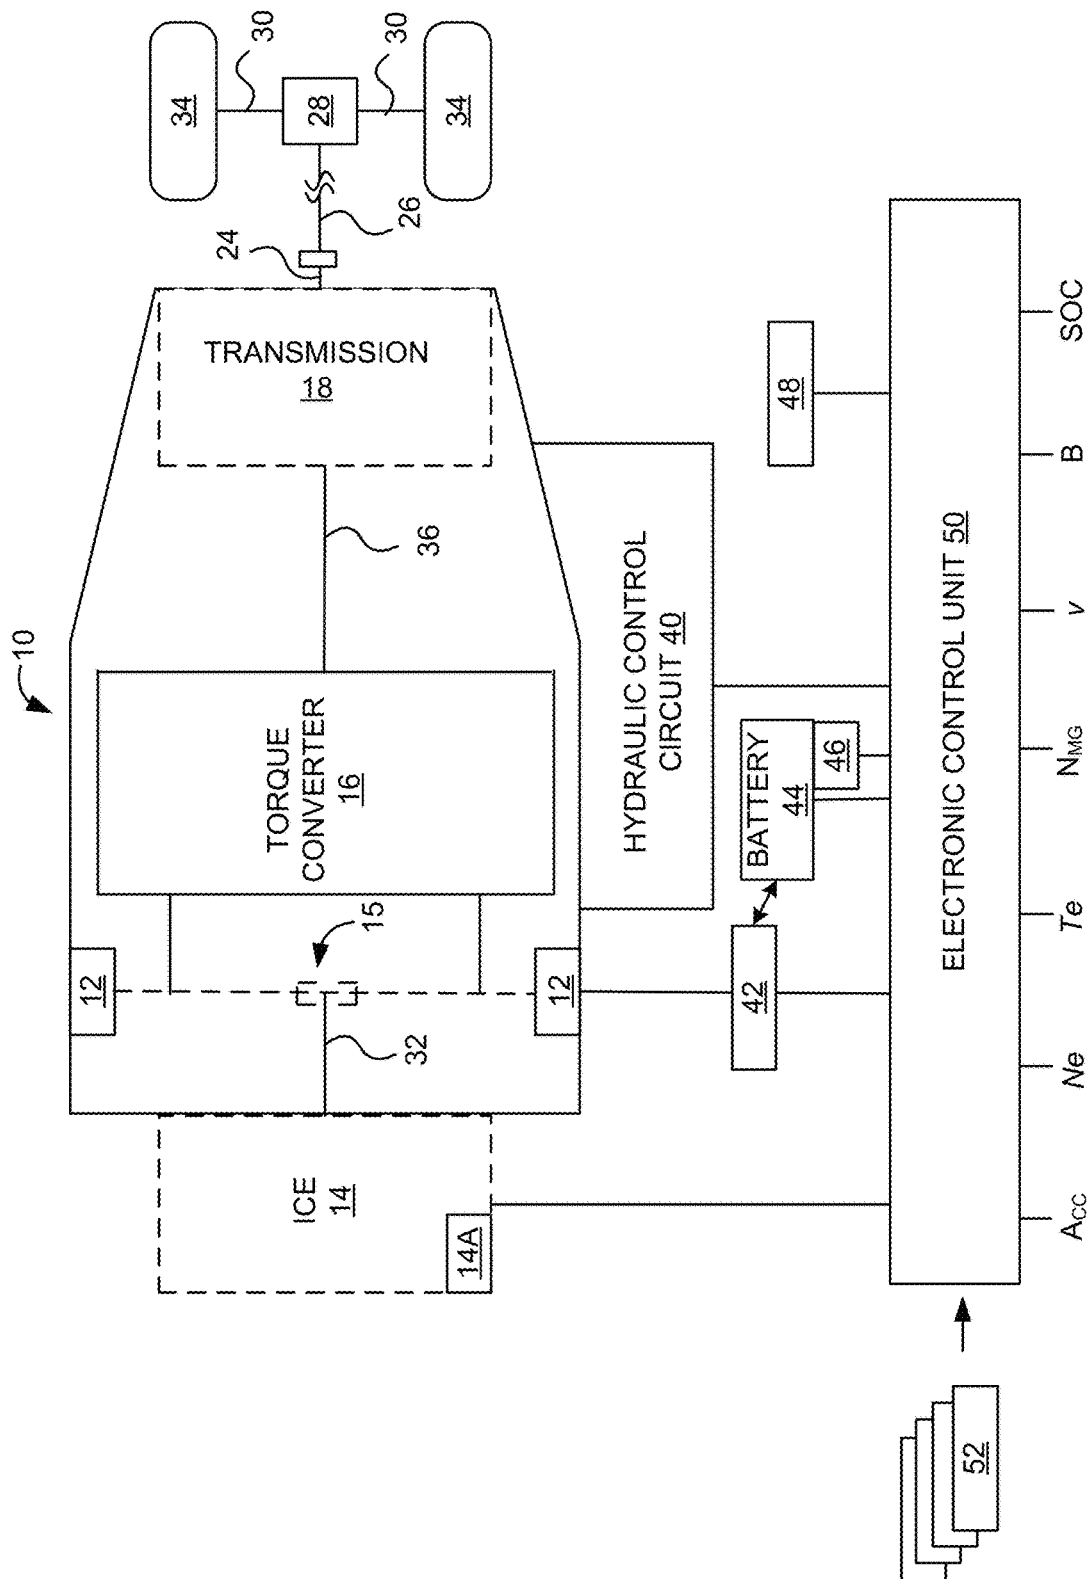 10
34
30
28
30
34
24
26
TRANSMISSION
18
36
TORQUE
CONVERTER
16
15
12
12
32
ICE
14
14A
HYDRAULIC CONTROL
CIRCUIT 40
42
BATTERY
44
46
48
ELECTRONIC CONTROL UNIT 50
52
ACC
Ne
Te
NMG
v
B
SOC